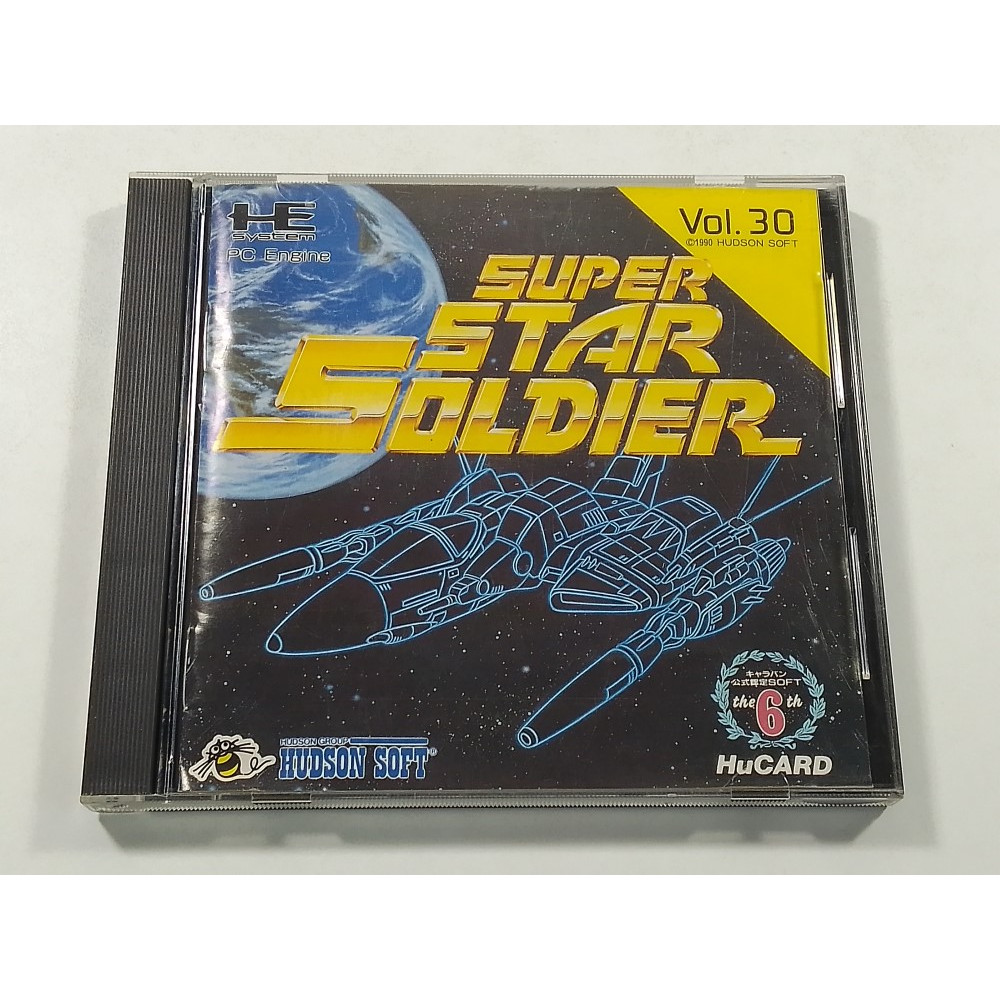 HE
system
PC Engine
Vol. 30
©1990 HUDSON SOFT
SUPER
STAR
SOLDIER
キャラバン
公式認定SOFT
the 6 th
HUDSON GROUP
HUDSON SOFT®
HuCARD